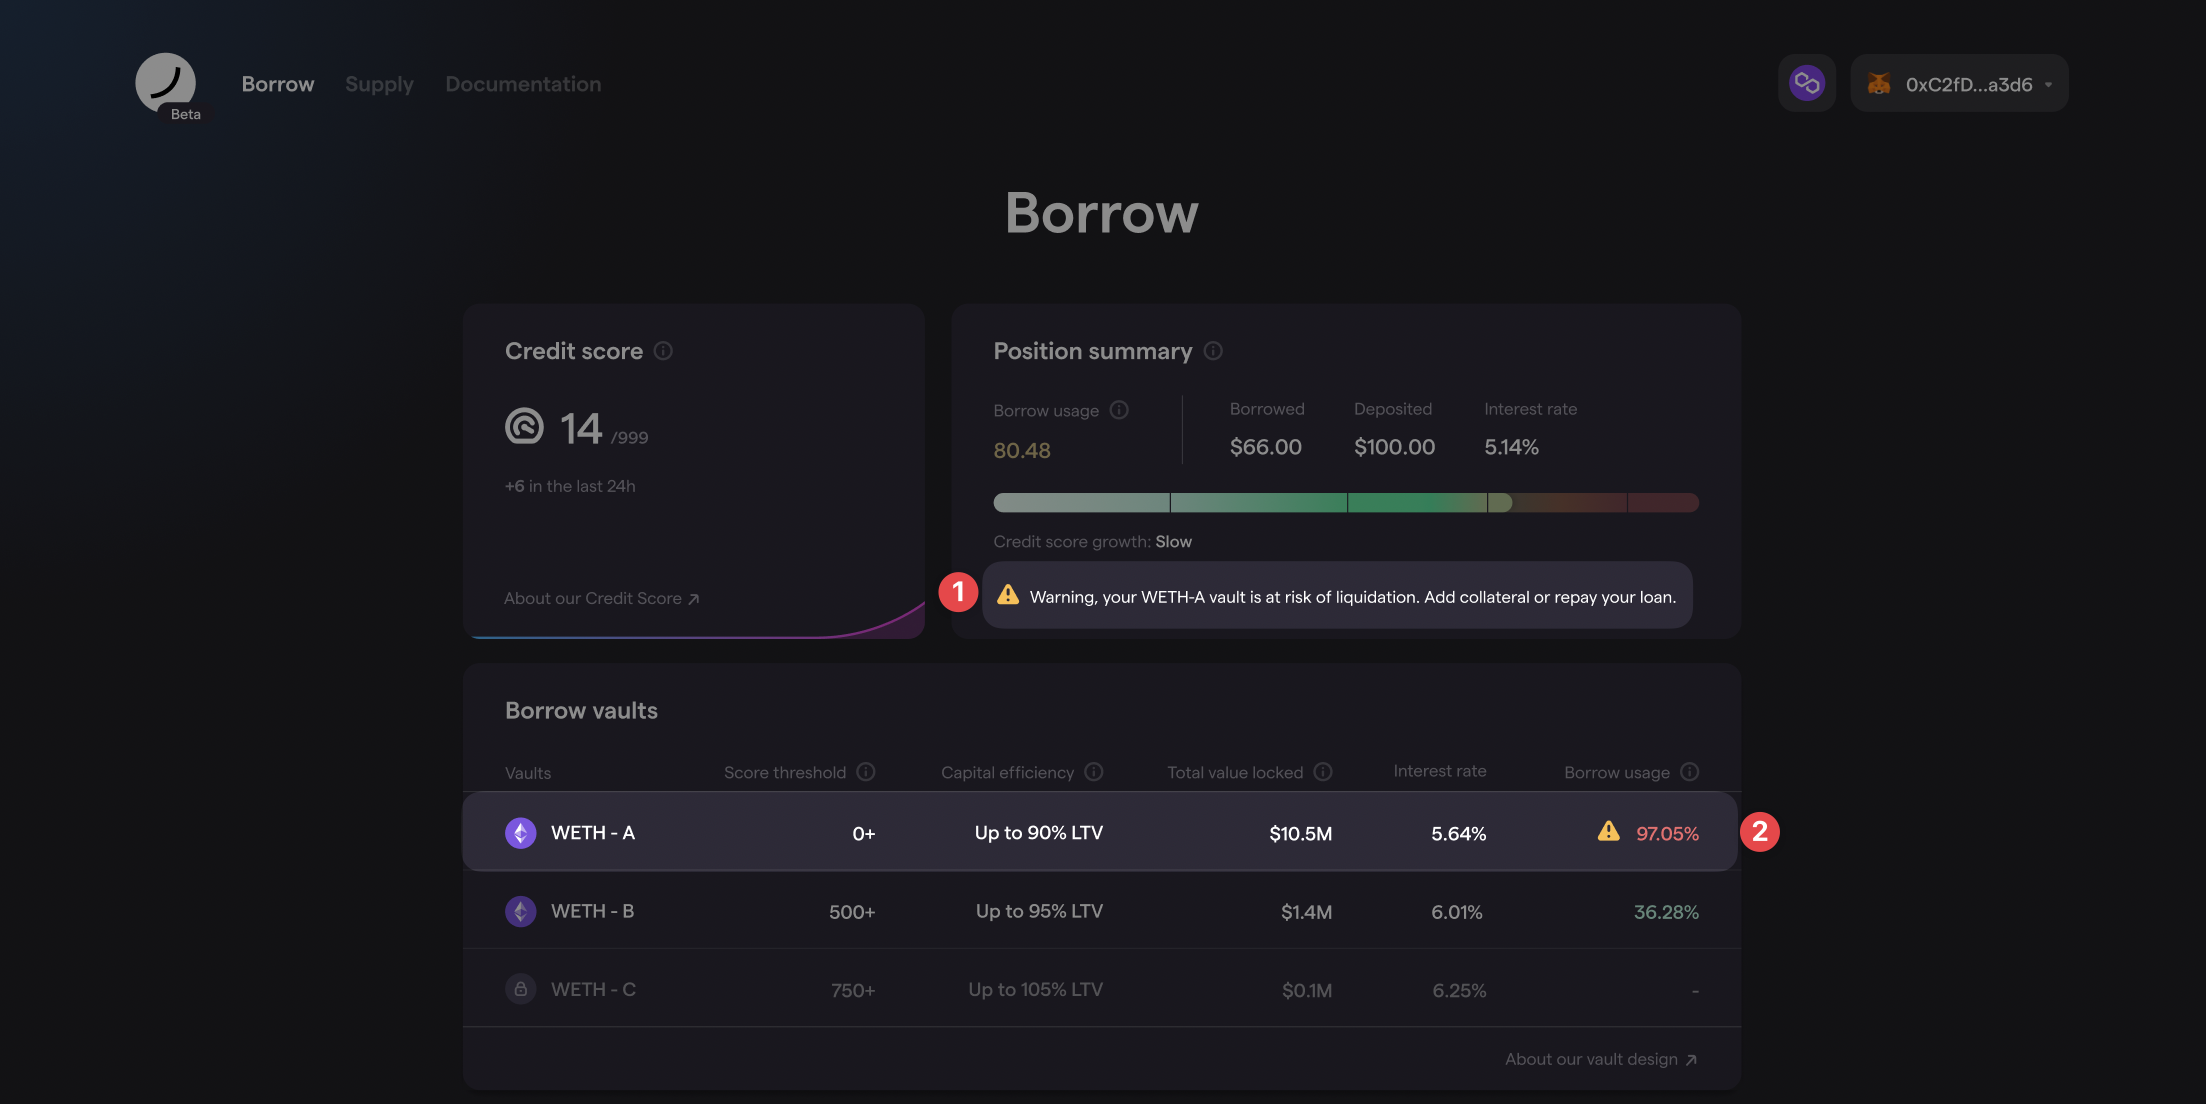 Beta
Borrow Supply Documentation
0xC2fD...a3d6
Borrow
Credit score
14 /999
+6 in the last 24h
About our Credit Score ↗
Position summary
Borrow usage Borrowed Deposited Interest rate
80.48 $66.00 $100.00 5.14%
Credit score growth: Slow
1 Warning, your WETH-A vault is at risk of liquidation. Add collateral or repay your loan.
Borrow vaults
Vaults Score threshold Capital efficiency Total value locked Interest rate Borrow usage
WETH - A 0+ Up to 90% LTV $10.5M 5.64% 97.05% 2
WETH - B 500+ Up to 95% LTV $1.4M 6.01% 36.28%
WETH - C 750+ Up to 105% LTV $0.1M 6.25% -
About our vault design ↗